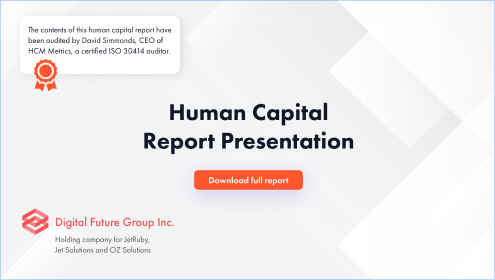 The contents of this human capital report have
been audited by David Simmonds, CEO of
HCM Metrics, a certified ISO 30414 auditor.
Human Capital
Report Presentation
Download full report
Digital Future Group Inc.
Holding company for JetRuby,
Jet Solutions and OZ Solutions